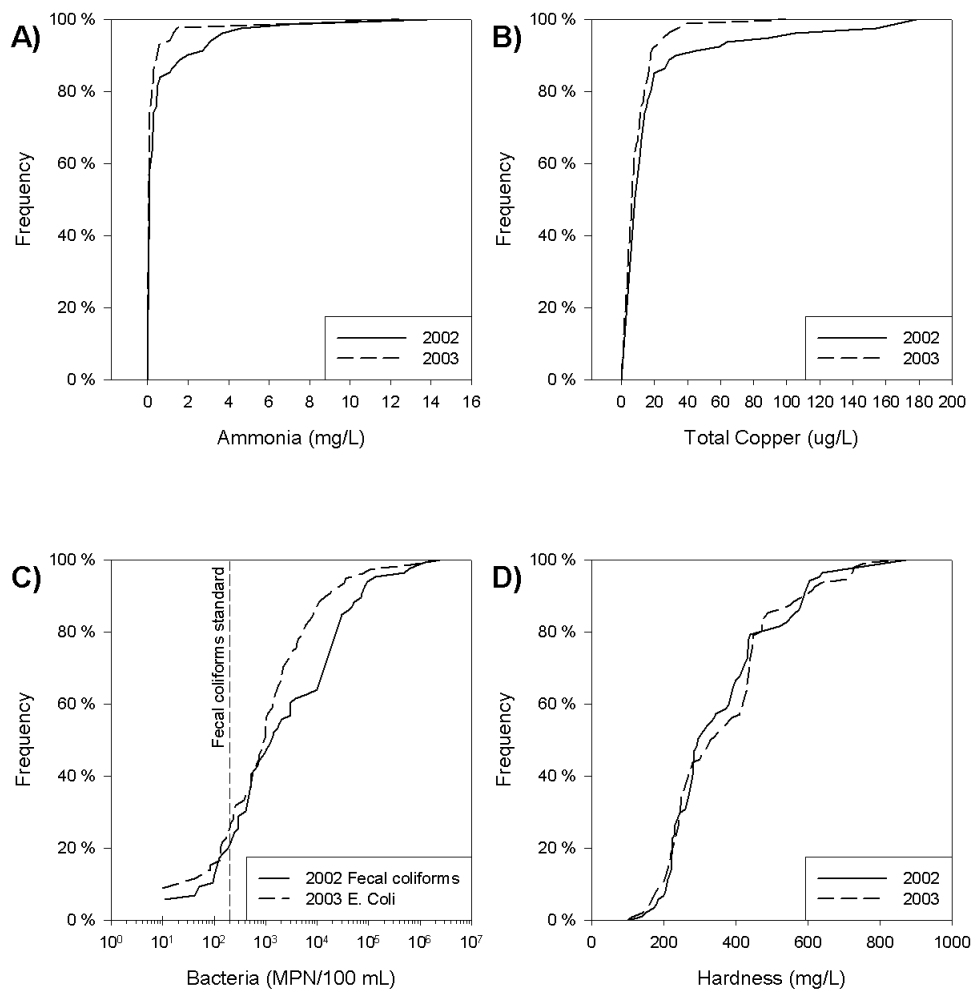 A)
100 %
80 %
60 %
40 %
20 %
0 %
Frequency
2002
2003
0 2 4 6 8 10 12 14 16
Ammonia (mg/L)
B)
100 %
80 %
60 %
40 %
20 %
0 %
Frequency
2002
2003
0 20 40 60 80 100 120 140 160 180 200
Total Copper (ug/L)
C)
100 %
80 %
60 %
40 %
20 %
0 %
Frequency
Fecal coliforms standard
2002 Fecal coliforms
2003 E. Coli
10⁰ 10¹ 10² 10³ 10⁴ 10⁵ 10⁶ 10⁷
Bacteria (MPN/100 mL)
D)
100 %
80 %
60 %
40 %
20 %
0 %
Frequency
2002
2003
0 200 400 600 800 1000
Hardness (mg/L)